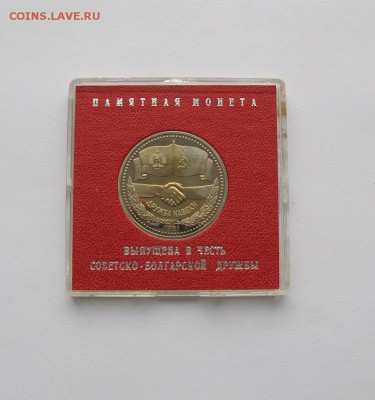 COINS.LAVE.RU
ПАМЯТНАЯ МОНЕТА
ДРУЖБА НАВЕКИ
1981
ВЫПУЩЕНА В ЧЕСТЬ
СОВЕТСКО-БОЛГАРСКОЙ ДРУЖБЫ